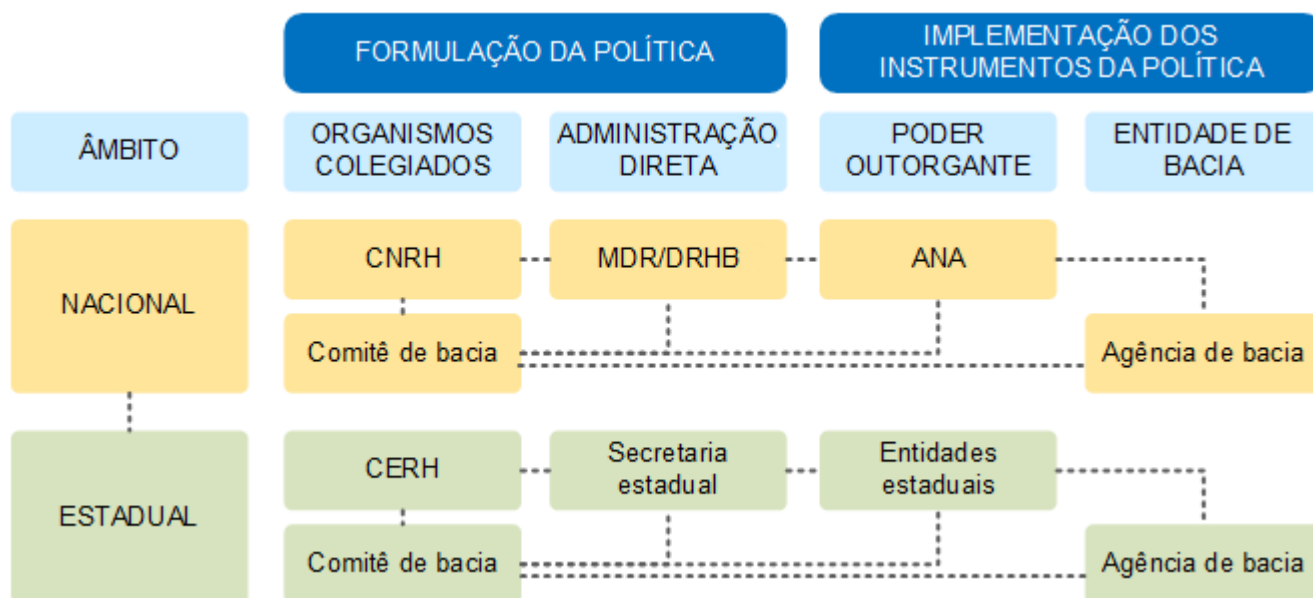 FORMULAÇÃO DA POLÍTICA
IMPLEMENTAÇÃO DOS
INSTRUMENTOS DA POLÍTICA
ÂMBITO
ORGANISMOS
COLEGIADOS
ADMINISTRAÇÃO
DIRETA
PODER
OUTORGANTE
ENTIDADE DE
BACIA
NACIONAL
CNRH
MDR/DRHB
ANA
Comitê de bacia
Agência de bacia
ESTADUAL
CERH
Secretaria
estadual
Entidades
estaduais
Comitê de bacia
Agência de bacia